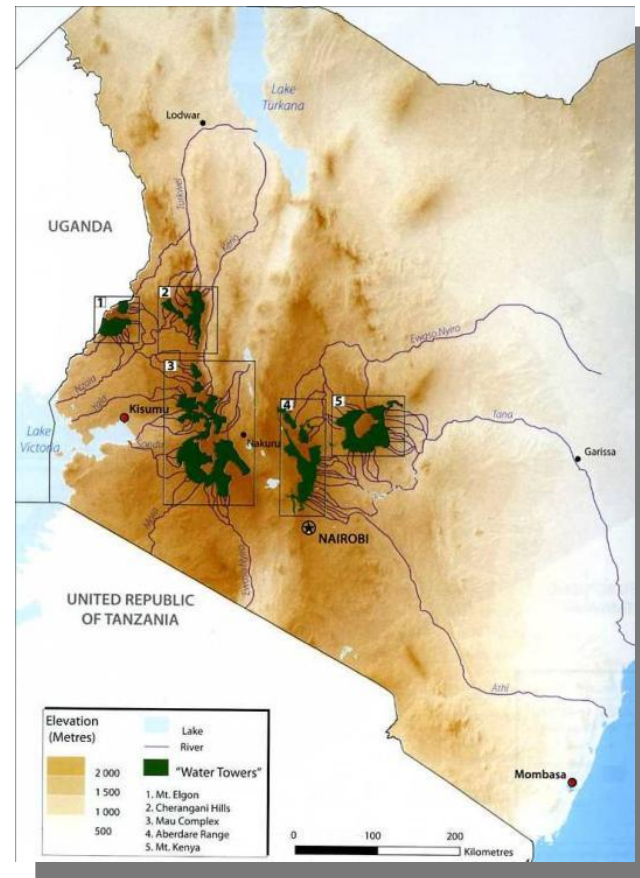 Lake
Turkana
Lodwar
Turkwel
Kerio
UGANDA
1
2
Ewaso Nyiro
3
Nzoia
Yala
4
5
Kisumu
Tana
Lake
Victoria
Sondu
Nakuru
Garissa
Mara
NAIROBI
Ewaso Nyiro
UNITED REPUBLIC
OF TANZANIA
Athi
Elevation
(Metres)
2 000
1 500
1 000
500
Lake
River
"Water Towers"
1. Mt. Elgon
2. Cherangani Hills
3. Mau Complex
4. Aberdare Range
5. Mt. Kenya
Mombasa
0 100 200
Kilometres